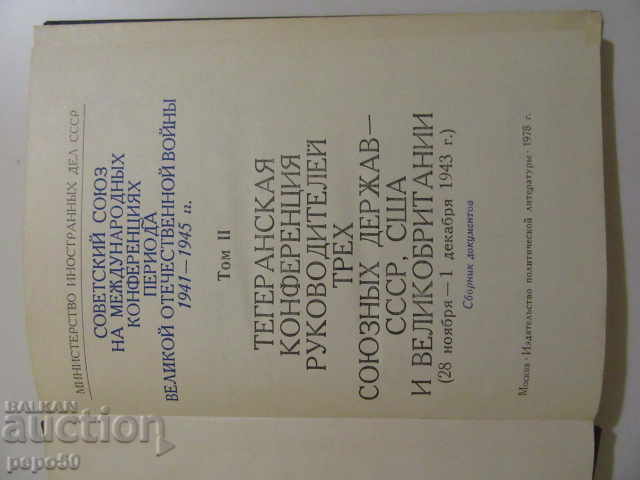 МИНИСТЕРСТВО ИНОСТРАННЫХ ДЕЛ СССР
СОВЕТСКИЙ СОЮЗ
НА МЕЖДУНАРОДНЫХ
КОНФЕРЕНЦИЯХ
ПЕРИОДА
ВЕЛИКОЙ ОТЕЧЕСТВЕННОЙ ВОЙНЫ
1941—1945 гг.
Том II
ТЕГЕРАНСКАЯ
КОНФЕРЕНЦИЯ
РУКОВОДИТЕЛЕЙ
ТРЕХ
СОЮЗНЫХ ДЕРЖАВ—
СССР, США
И ВЕЛИКОБРИТАНИИ
(28 ноября—1 декабря 1943 г.)
Сборник документов
Москва · Издательство политической литературы · 1978 г.
BALKAN
auction
pepo50